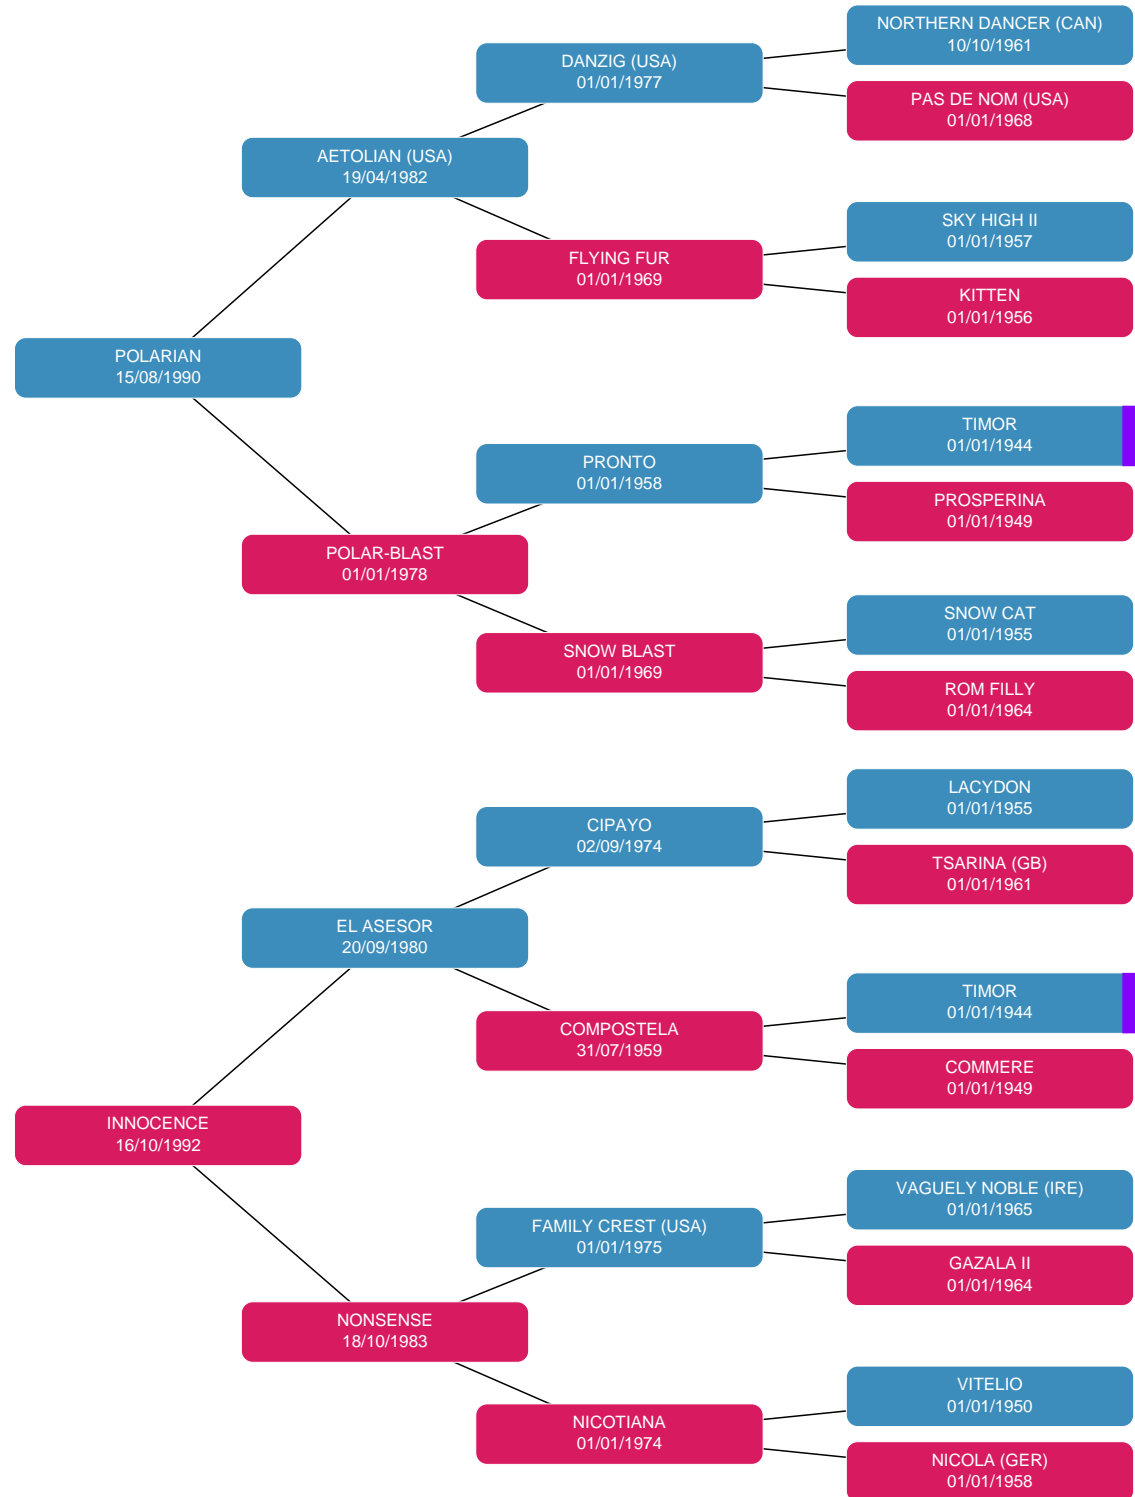 NORTHERN DANCER (CAN)
10/10/1961
DANZIG (USA)
01/01/1977
PAS DE NOM (USA)
01/01/1968
AETOLIAN (USA)
19/04/1982
SKY HIGH II
01/01/1957
FLYING FUR
01/01/1969
KITTEN
01/01/1956
POLARIAN
15/08/1990
TIMOR
01/01/1944
PRONTO
01/01/1958
PROSPERINA
01/01/1949
POLAR-BLAST
01/01/1978
SNOW CAT
01/01/1955
SNOW BLAST
01/01/1969
ROM FILLY
01/01/1964
LACYDON
01/01/1955
CIPAYO
02/09/1974
TSARINA (GB)
01/01/1961
EL ASESOR
20/09/1980
TIMOR
01/01/1944
COMPOSTELA
31/07/1959
COMMERE
01/01/1949
INNOCENCE
16/10/1992
VAGUELY NOBLE (IRE)
01/01/1965
FAMILY CREST (USA)
01/01/1975
GAZALA II
01/01/1964
NONSENSE
18/10/1983
VITELIO
01/01/1950
NICOTIANA
01/01/1974
NICOLA (GER)
01/01/1958